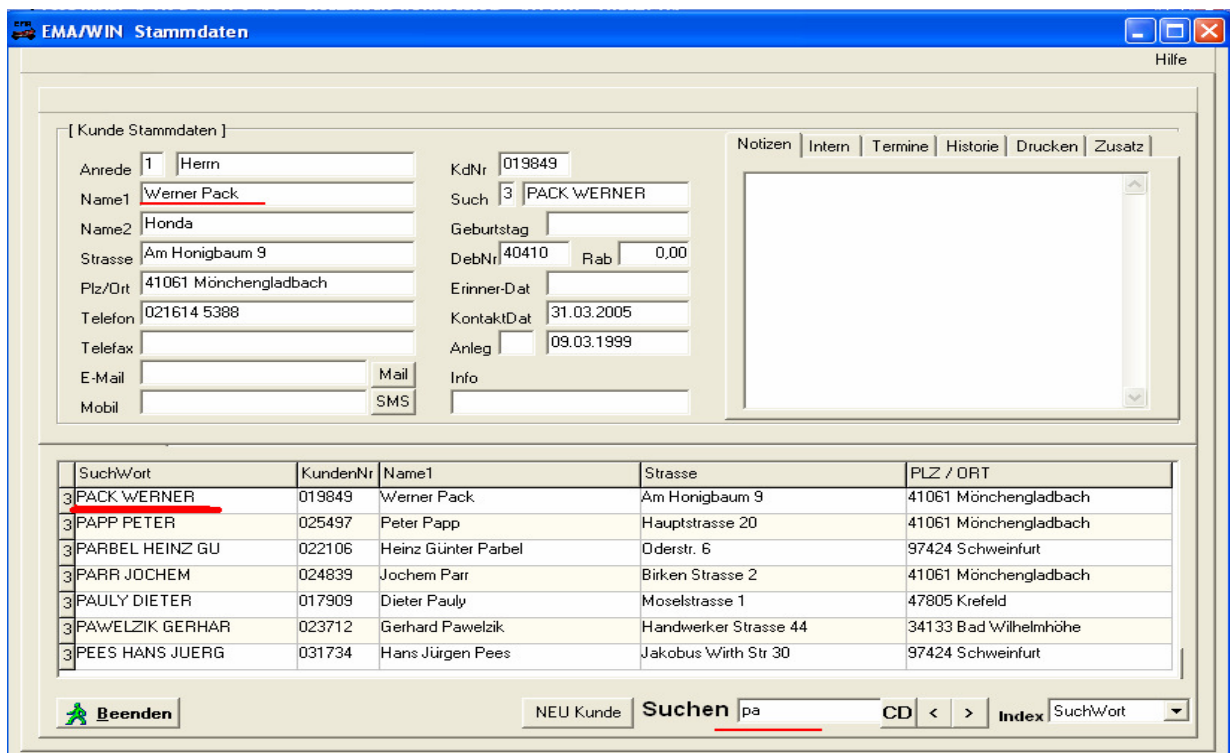 EMA/WIN Stammdaten
Hilfe
[ Kunde Stammdaten ]
Anrede 1 Herrn
Name1 Werner Pack
Name2 Honda
Strasse Am Honigbaum 9
Plz/Ort 41061 Mönchengladbach
Telefon 021614 5388
Telefax
E-Mail Mail
Mobil SMS
KdNr 019849
Such 3 PACK WERNER
Geburtstag
DebNr 40410 Rab 0,00
Erinner-Dat
KontaktDat 31.03.2005
Anleg 09.03.1999
Info
Notizen Intern Termine Historie Drucken Zusatz
SuchWort KundenNr Name1 Strasse PLZ / ORT
3 PACK WERNER 019849 Werner Pack Am Honigbaum 9 41061 Mönchengladbach
3 PAPP PETER 025497 Peter Papp Hauptstrasse 20 41061 Mönchengladbach
3 PARBEL HEINZ GU 022106 Heinz Günter Parbel Oderstr. 6 97424 Schweinfurt
3 PARR JOCHEM 024839 Jochem Parr Birken Strasse 2 41061 Mönchengladbach
3 PAULY DIETER 017909 Dieter Pauly Moselstrasse 1 47805 Krefeld
3 PAWELZIK GERHAR 023712 Gerhard Pawelzik Handwerker Strasse 44 34133 Bad Wilhelmhöhe
3 PEES HANS JUERG 031734 Hans Jürgen Pees Jakobus Wirth Str 30 97424 Schweinfurt
Beenden NEU Kunde Suchen pa CD < > Index SuchWort